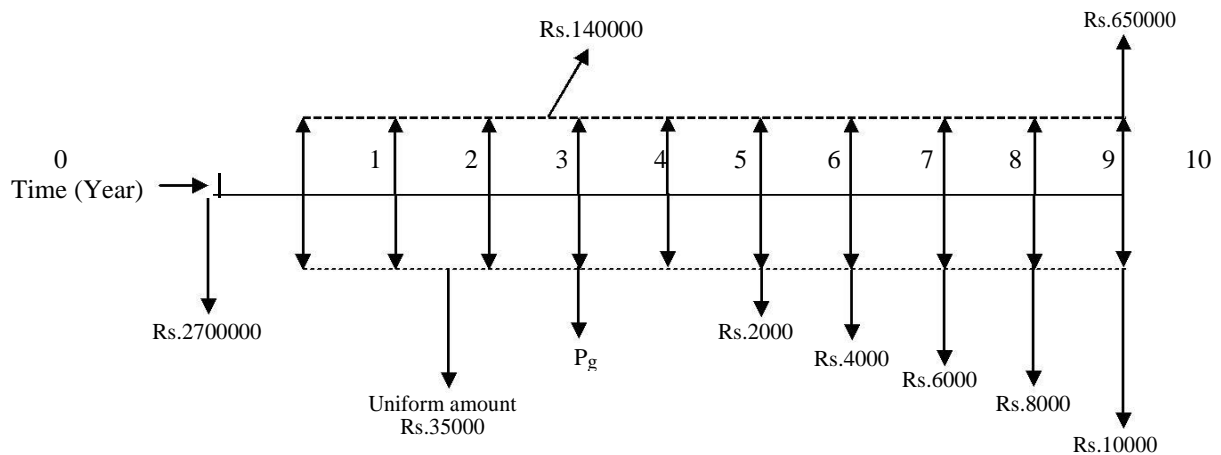 Rs.650000
Rs.140000
0 1 2 3 4 5 6 7 8 9 10
Time (Year)
Rs.2700000
Rs.2000
Rs.4000
Pg
Rs.6000
Rs.8000
Uniform amount
Rs.35000
Rs.10000